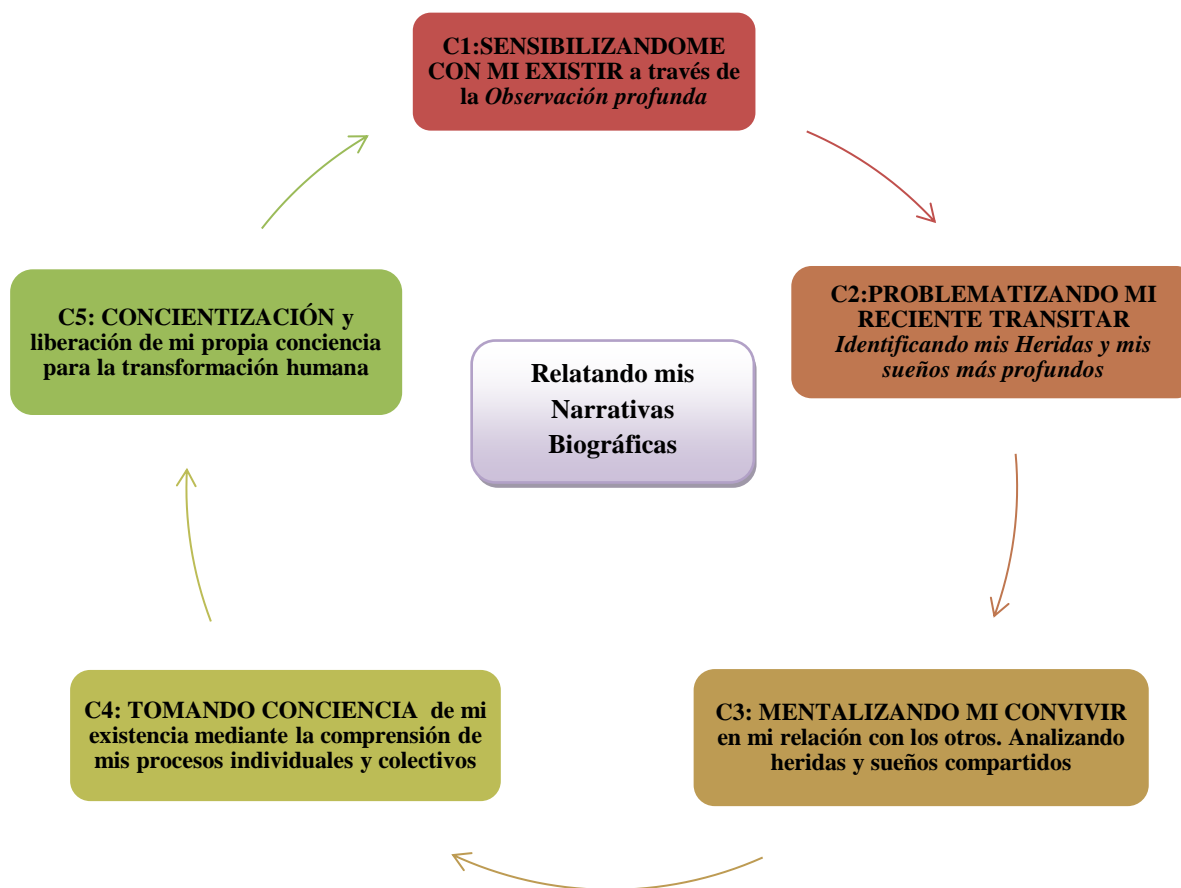 C1:SENSIBILIZANDOME
CON MI EXISTIR a través de
la Observación profunda
C2:PROBLEMATIZANDO MI
RECIENTE TRANSITAR
Identificando mis Heridas y mis
sueños más profundos
C3: MENTALIZANDO MI CONVIVIR
en mi relación con los otros. Analizando
heridas y sueños compartidos
C4: TOMANDO CONCIENCIA de mi
existencia mediante la comprensión de
mis procesos individuales y colectivos
C5: CONCIENTIZACIÓN y
liberación de mi propia conciencia
para la transformación humana
Relatando mis
Narrativas
Biográficas